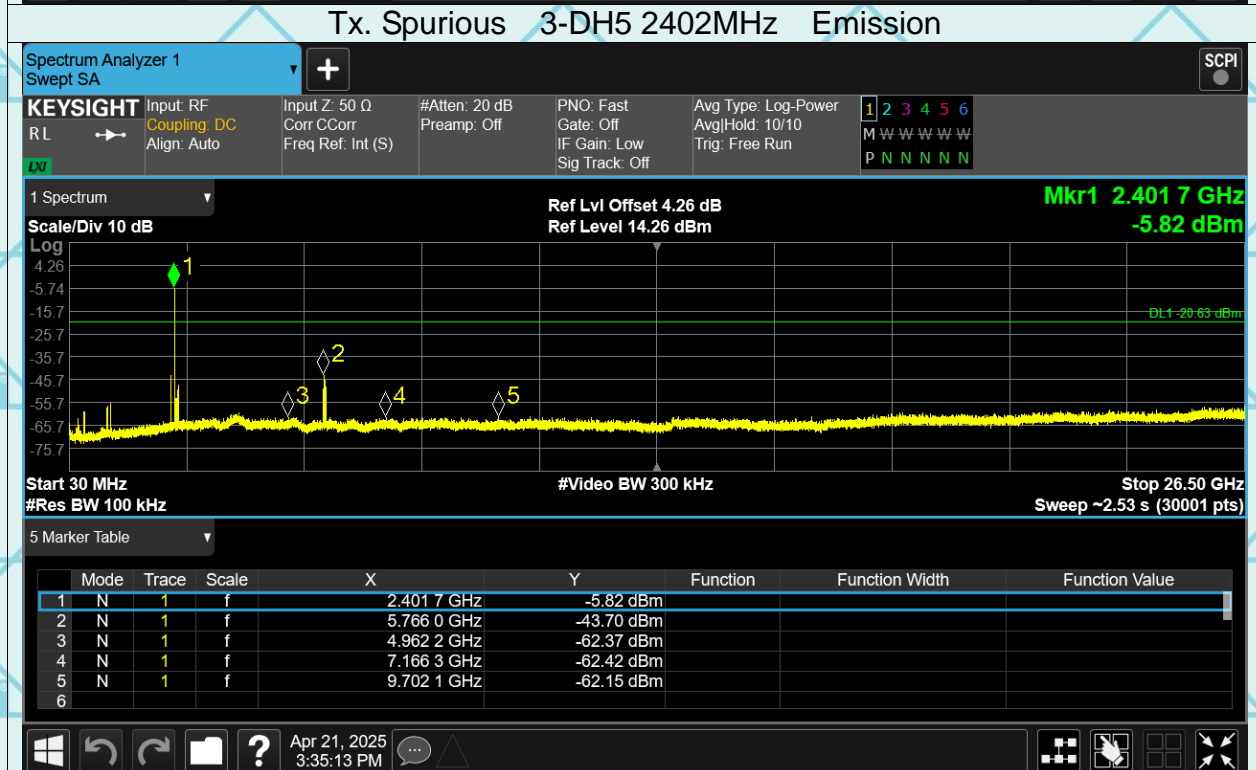 Tx. Spurious 3-DH5 2402MHz Emission
Spectrum Analyzer 1
Swept SA
+
SCPI
KEYSIGHT
RL
LXI
Input: RF
Coupling: DC
Align: Auto
Input Z: 50 Ω
Corr CCorr
Freq Ref: Int (S)
#Atten: 20 dB
Preamp: Off
PNO: Fast
Gate: Off
IF Gain: Low
Sig Track: Off
Avg Type: Log-Power
Avg|Hold: 10/10
Trig: Free Run
1 2 3 4 5 6
M W W W W W
P N N N N N
1 Spectrum
Scale/Div 10 dB
Ref Lvl Offset 4.26 dB
Ref Level 14.26 dBm
Mkr1 2.401 7 GHz
-5.82 dBm
Log
4.26
-5.74
-15.7
-25.7
-35.7
-45.7
-55.7
-65.7
-75.7
1
2
3
4
5
DL1 -20.63 dBm
Start 30 MHz
#Video BW 300 kHz
Stop 26.50 GHz
#Res BW 100 kHz
Sweep ~2.53 s (30001 pts)
5 Marker Table
Mode Trace Scale X Y Function Function Width Function Value
1 N 1 f 2.401 7 GHz -5.82 dBm
2 N 1 f 5.766 0 GHz -43.70 dBm
3 N 1 f 4.962 2 GHz -62.37 dBm
4 N 1 f 7.166 3 GHz -62.42 dBm
5 N 1 f 9.702 1 GHz -62.15 dBm
6
?
Apr 21, 2025
3:35:13 PM